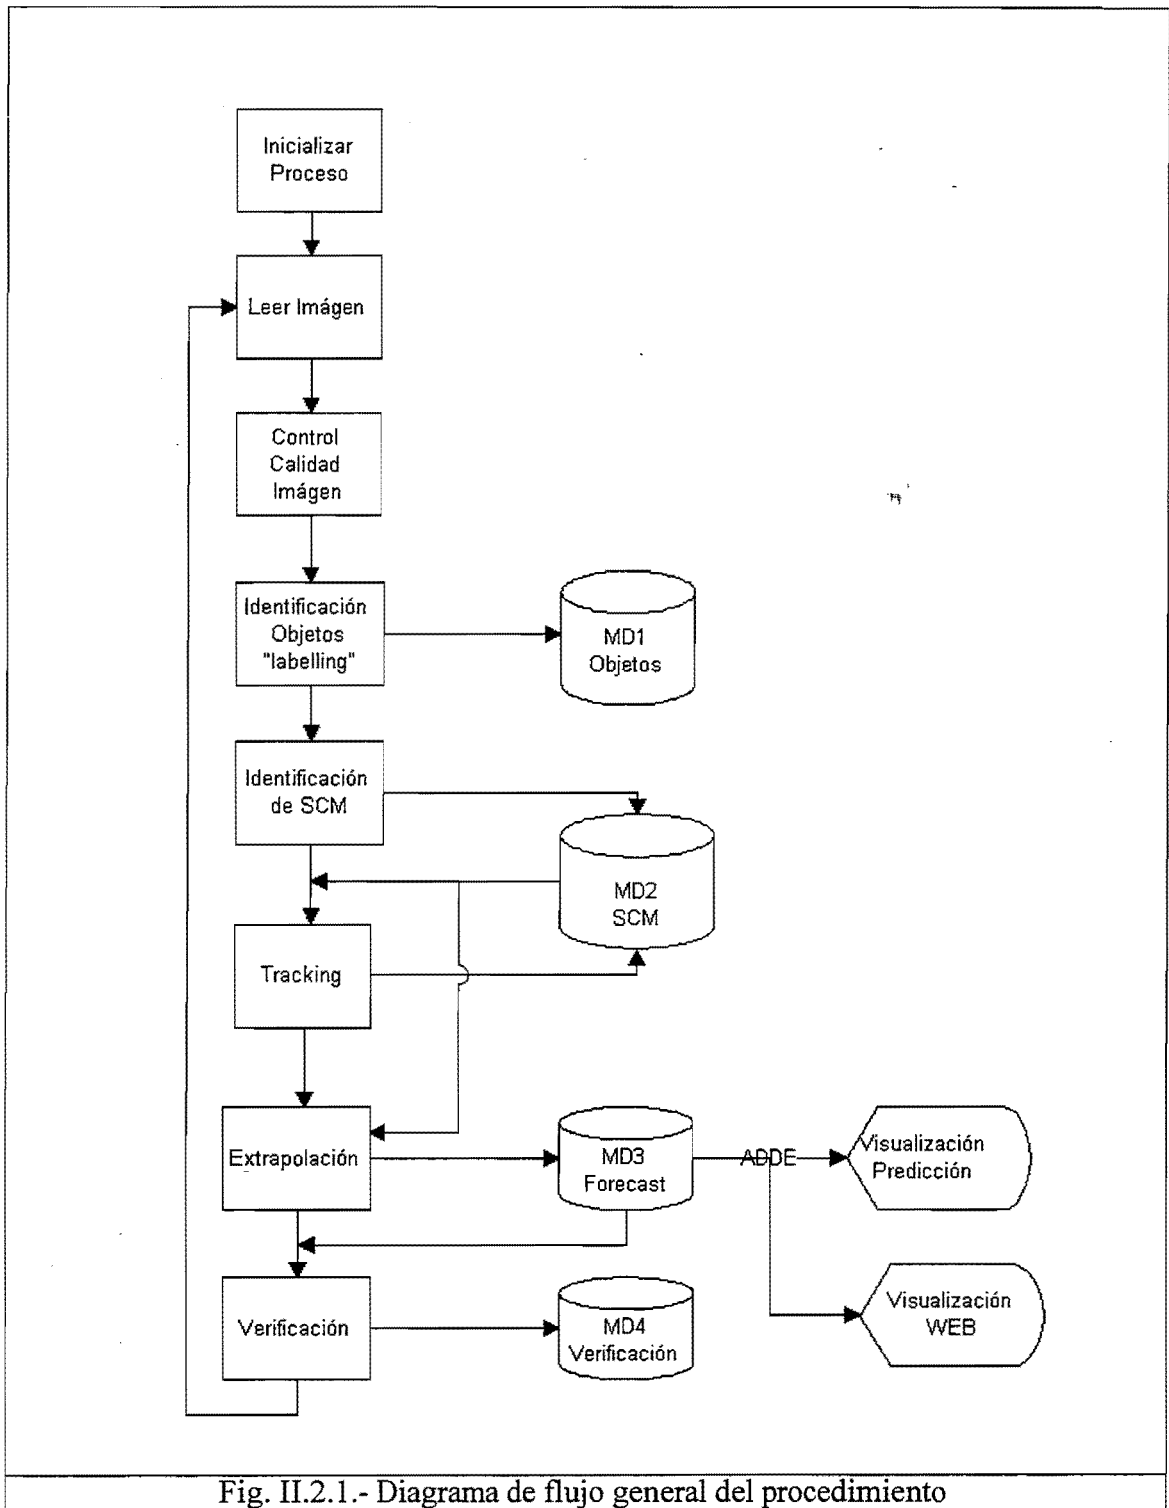 Inicializar
Proceso
Leer Imágen
Control
Calidad
Imágen
Identificación
Objetos
"labelling"
MD1
Objetos
Identificación
de SCM
MD2
SCM
Tracking
Extrapolación
MD3
Forecast
ADDE
Visualización
Predicción
Verificación
MD4
Verificación
Visualización
WEB
Fig. II.2.1.- Diagrama de flujo general del procedimiento